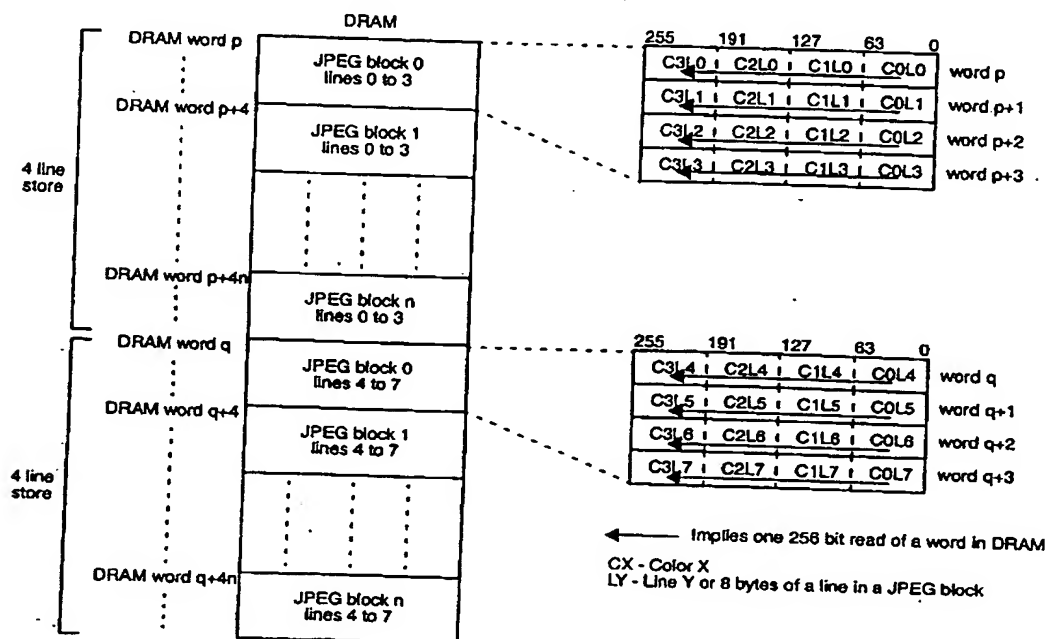 DRAM
DRAM word p
JPEG block 0
lines 0 to 3
DRAM word p+4
JPEG block 1
lines 0 to 3
4 line
store
DRAM word p+4n
JPEG block n
lines 0 to 3
DRAM word q
JPEG block 0
lines 4 to 7
DRAM word q+4
JPEG block 1
lines 4 to 7
4 line
store
DRAM word q+4n
JPEG block n
lines 4 to 7
255 191 127 63 0
C3L0 C2L0 C1L0 C0L0 word p
C3L1 C2L1 C1L1 C0L1 word p+1
C3L2 C2L2 C1L2 C0L2 word p+2
C3L3 C2L3 C1L3 C0L3 word p+3
255 191 127 63 0
C3L4 C2L4 C1L4 C0L4 word q
C3L5 C2L5 C1L5 C0L5 word q+1
C3L6 C2L6 C1L6 C0L6 word q+2
C3L7 C2L7 C1L7 C0L7 word q+3
Implies one 256 bit read of a word in DRAM
CX - Color X
LY - Line Y or 8 bytes of a line in a JPEG block